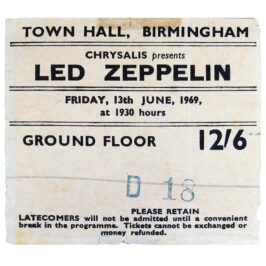 TOWN HALL, BIRMINGHAM
CHRYSALIS presents
LED ZEPPELIN
FRIDAY, 13th JUNE, 1969,
at 1930 hours
GROUND FLOOR 12/6
D 18
PLEASE RETAIN
LATECOMERS will not be admitted until a convenient
break in the programme. Tickets cannot be exchanged or
money refunded.